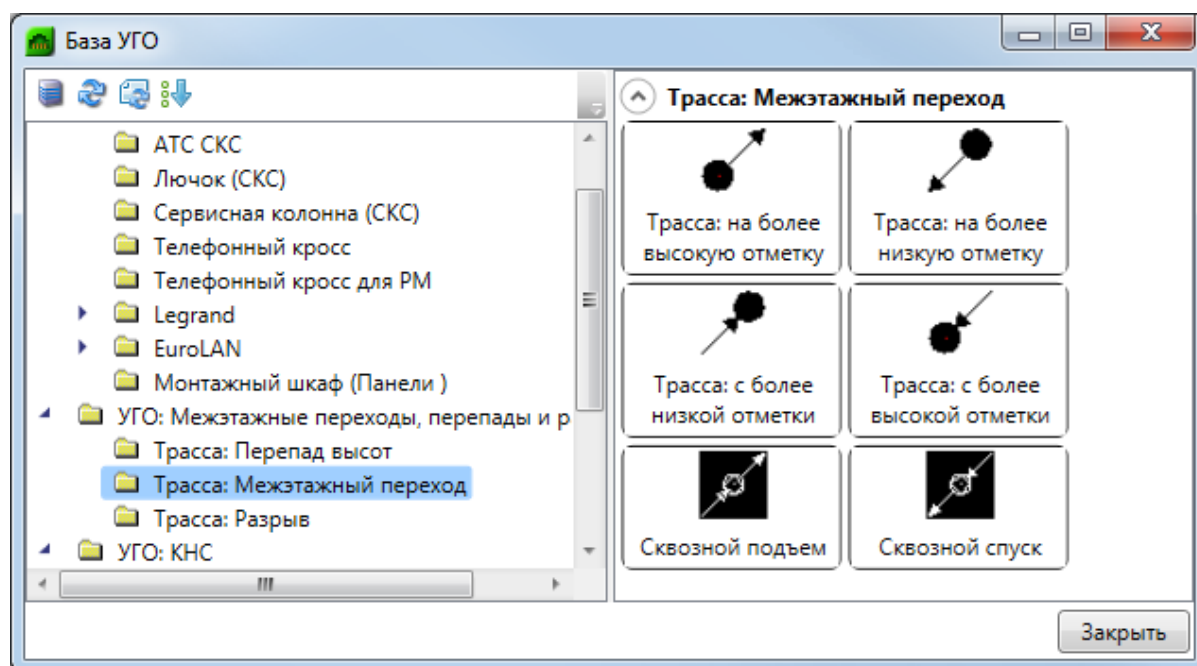 База УГО
АТС СКС
Лючок (СКС)
Сервисная колонна (СКС)
Телефонный кросс
Телефонный кросс для РМ
Legrand
EuroLAN
Монтажный шкаф (Панели )
УГО: Межэтажные переходы, перепады и р
Трасса: Перепад высот
Трасса: Межэтажный переход
Трасса: Разрыв
УГО: КНС
Трасса: Межэтажный переход
Трасса: на более
высокую отметку
Трасса: на более
низкую отметку
Трасса: с более
низкой отметки
Трасса: с более
высокой отметки
Сквозной подъем
Сквозной спуск
Закрыть